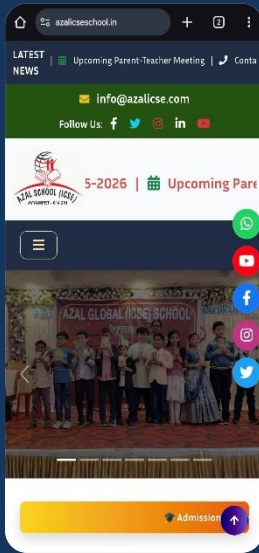 azalicseschool.in
2
LATEST NEWS | Upcoming Parent-Teacher Meeting | Conta
info@azalicse.com
Follow Us:
AZAL SCHOOL (ICSE)
5-2026 | Upcoming Pare
AZAL GLOBAL (ICSE) SCHOOL
Admission